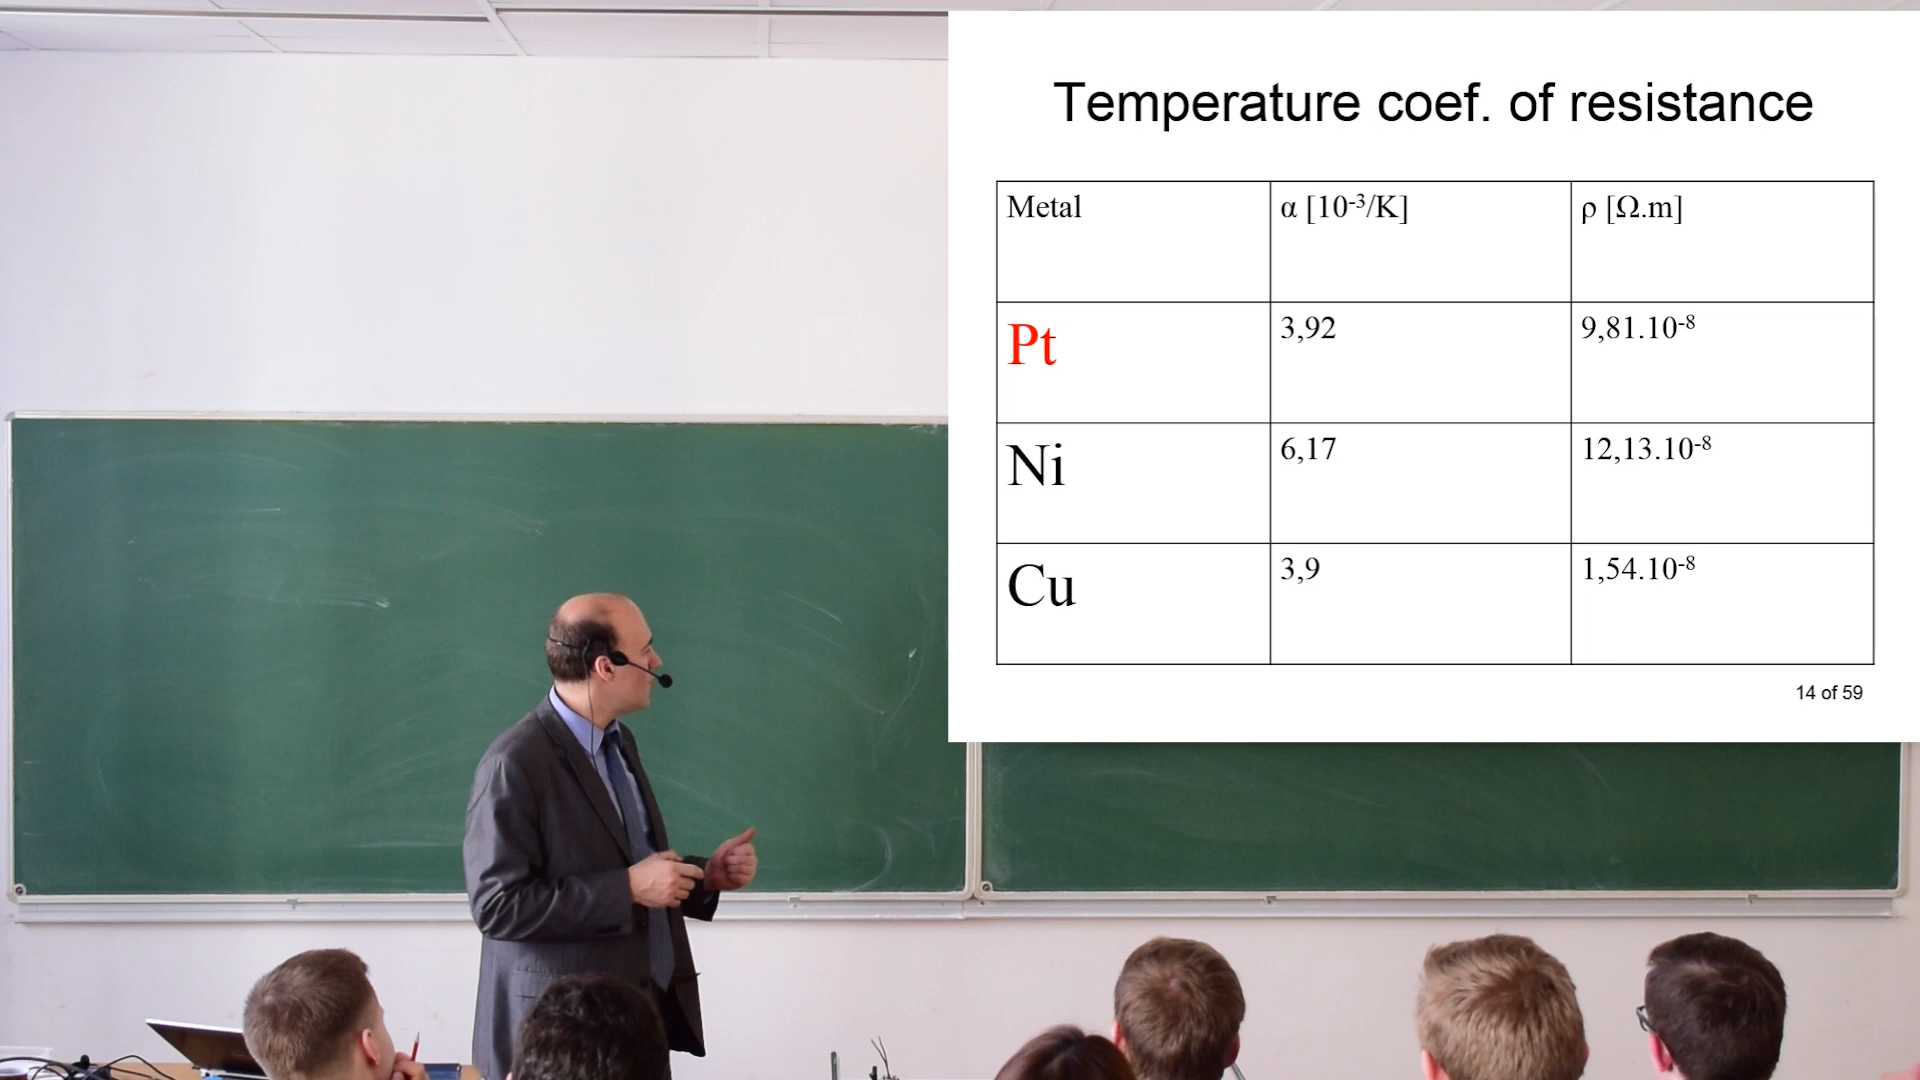 Temperature coef. of resistance
Metal α [10⁻³/K] ρ [Ω.m]
Pt 3,92 9,81.10⁻⁸
Ni 6,17 12,13.10⁻⁸
Cu 3,9 1,54.10⁻⁸
14 of 59